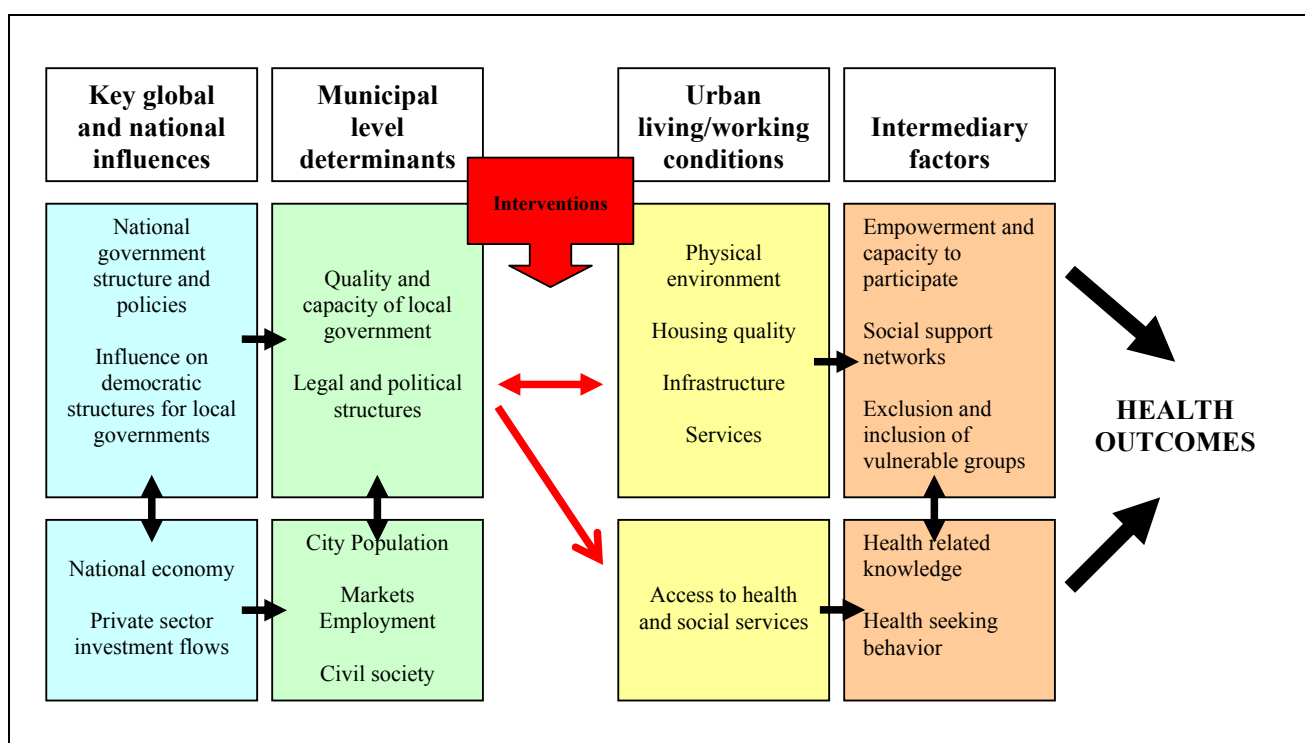 Key global
and national
influences
Municipal
level
determinants
Urban
living/working
conditions
Intermediary
factors
Interventions
National
government
structure and
policies
Influence on
democratic
structures for local
governments
Quality and
capacity of local
government
Legal and political
structures
Physical
environment
Housing quality
Infrastructure
Services
Empowerment and
capacity to
participate
Social support
networks
Exclusion and
inclusion of
vulnerable groups
HEALTH
OUTCOMES
National economy
Private sector
investment flows
City Population
Markets
Employment
Civil society
Access to health
and social services
Health related
knowledge
Health seeking
behavior